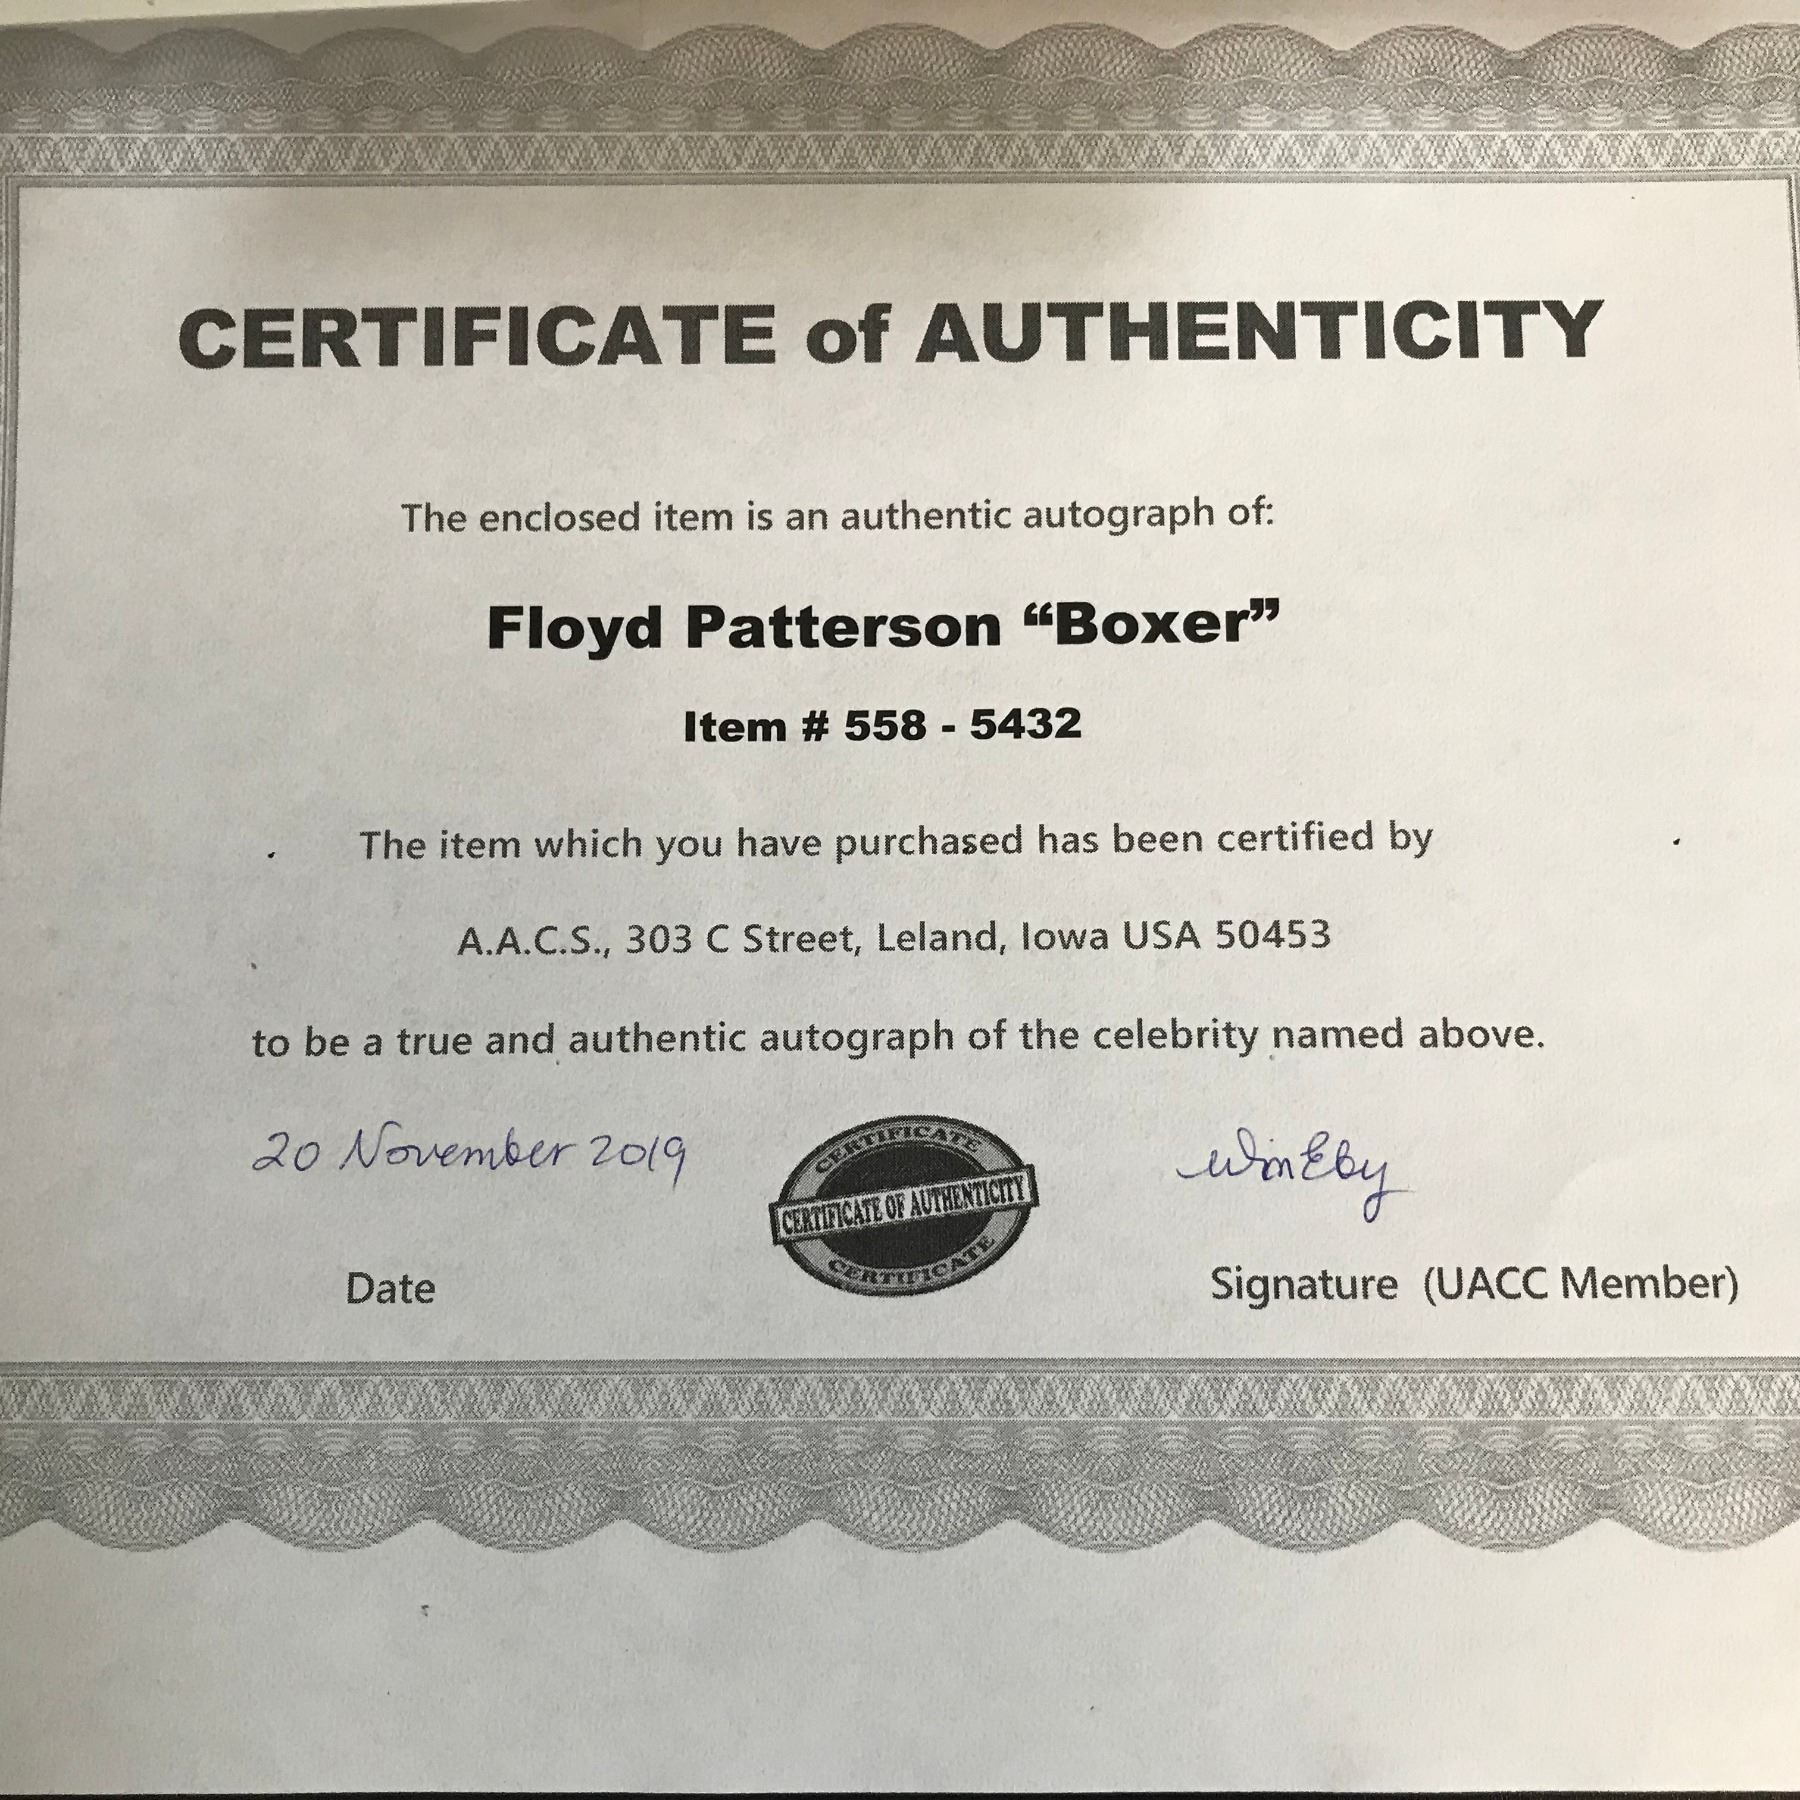 CERTIFICATE of AUTHENTICITY
The enclosed item is an authentic autograph of:
Floyd Patterson “Boxer”
Item # 558 - 5432
The item which you have purchased has been certified by
A.A.C.S., 303 C Street, Leland, Iowa USA 50453
to be a true and authentic autograph of the celebrity named above.
20 November 2019
CERTIFICATE
CERTIFICATE OF AUTHENTICITY
CERTIFICATE
Date
Signature (UACC Member)